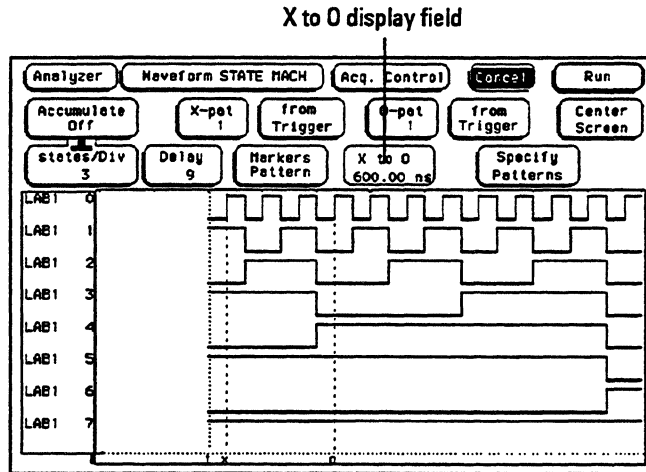 X to O display field
Analyzer Waveform STATE MACH Acq. Control Cancel Run
Accumulate Off X-pat 1 from Trigger O-pat 1 from Trigger Center Screen
states/Div 3 Delay 9 Markers Pattern X to O 600.00 ns Specify Patterns
LAB1 0
LAB1 1
LAB1 2
LAB1 3
LAB1 4
LAB1 5
LAB1 6
LAB1 7
t x o